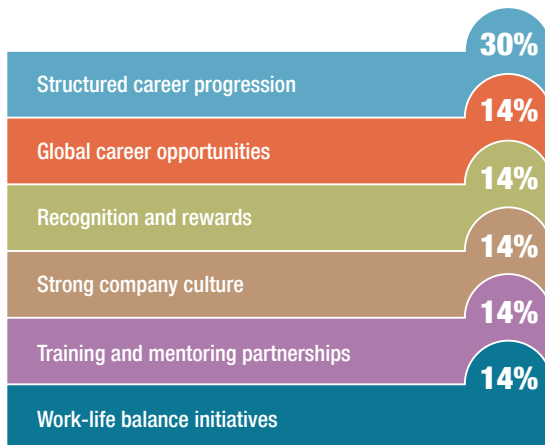 30%
Structured career progression
14%
Global career opportunities
14%
Recognition and rewards
14%
Strong company culture
14%
Training and mentoring partnerships
14%
Work-life balance initiatives